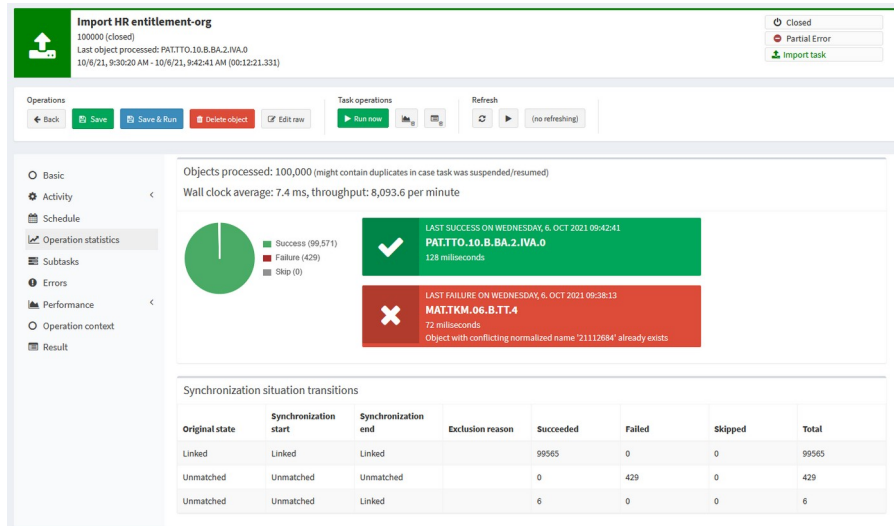 Import HR entitlement-org
100000 (closed)
Last object processed: PAT.TTO.10.B.BA.2.IVA.0
10/6/21, 9:30:20 AM - 10/6/21, 9:42:41 AM (00:12:21.331)
Closed
Partial Error
Import task
Operations
Back
Save
Save & Run
Delete object
Edit raw
Task operations
Run now
Refresh
(no refreshing)
Basic
Activity
Schedule
Operation statistics
Subtasks
Errors
Performance
Operation context
Result
Objects processed: 100,000 (might contain duplicates in case task was suspended/resumed)
Wall clock average: 7.4 ms, throughput: 8,093.6 per minute
Success (99,571)
Failure (429)
Skip (0)
LAST SUCCESS ON WEDNESDAY, 6. OCT 2021 09:42:41
PAT.TTO.10.B.BA.2.IVA.0
128 miliseconds
LAST FAILURE ON WEDNESDAY, 6. OCT 2021 09:38:13
MAT.TKM.06.B.TT.4
72 miliseconds
Object with conflicting normalized name '21112684' already exists
Synchronization situation transitions
Original state Synchronization start Synchronization end Exclusion reason Succeeded Failed Skipped Total
Linked Linked Linked 99565 0 0 99565
Unmatched Unmatched Unmatched 0 429 0 429
Unmatched Unmatched Linked 6 0 0 6